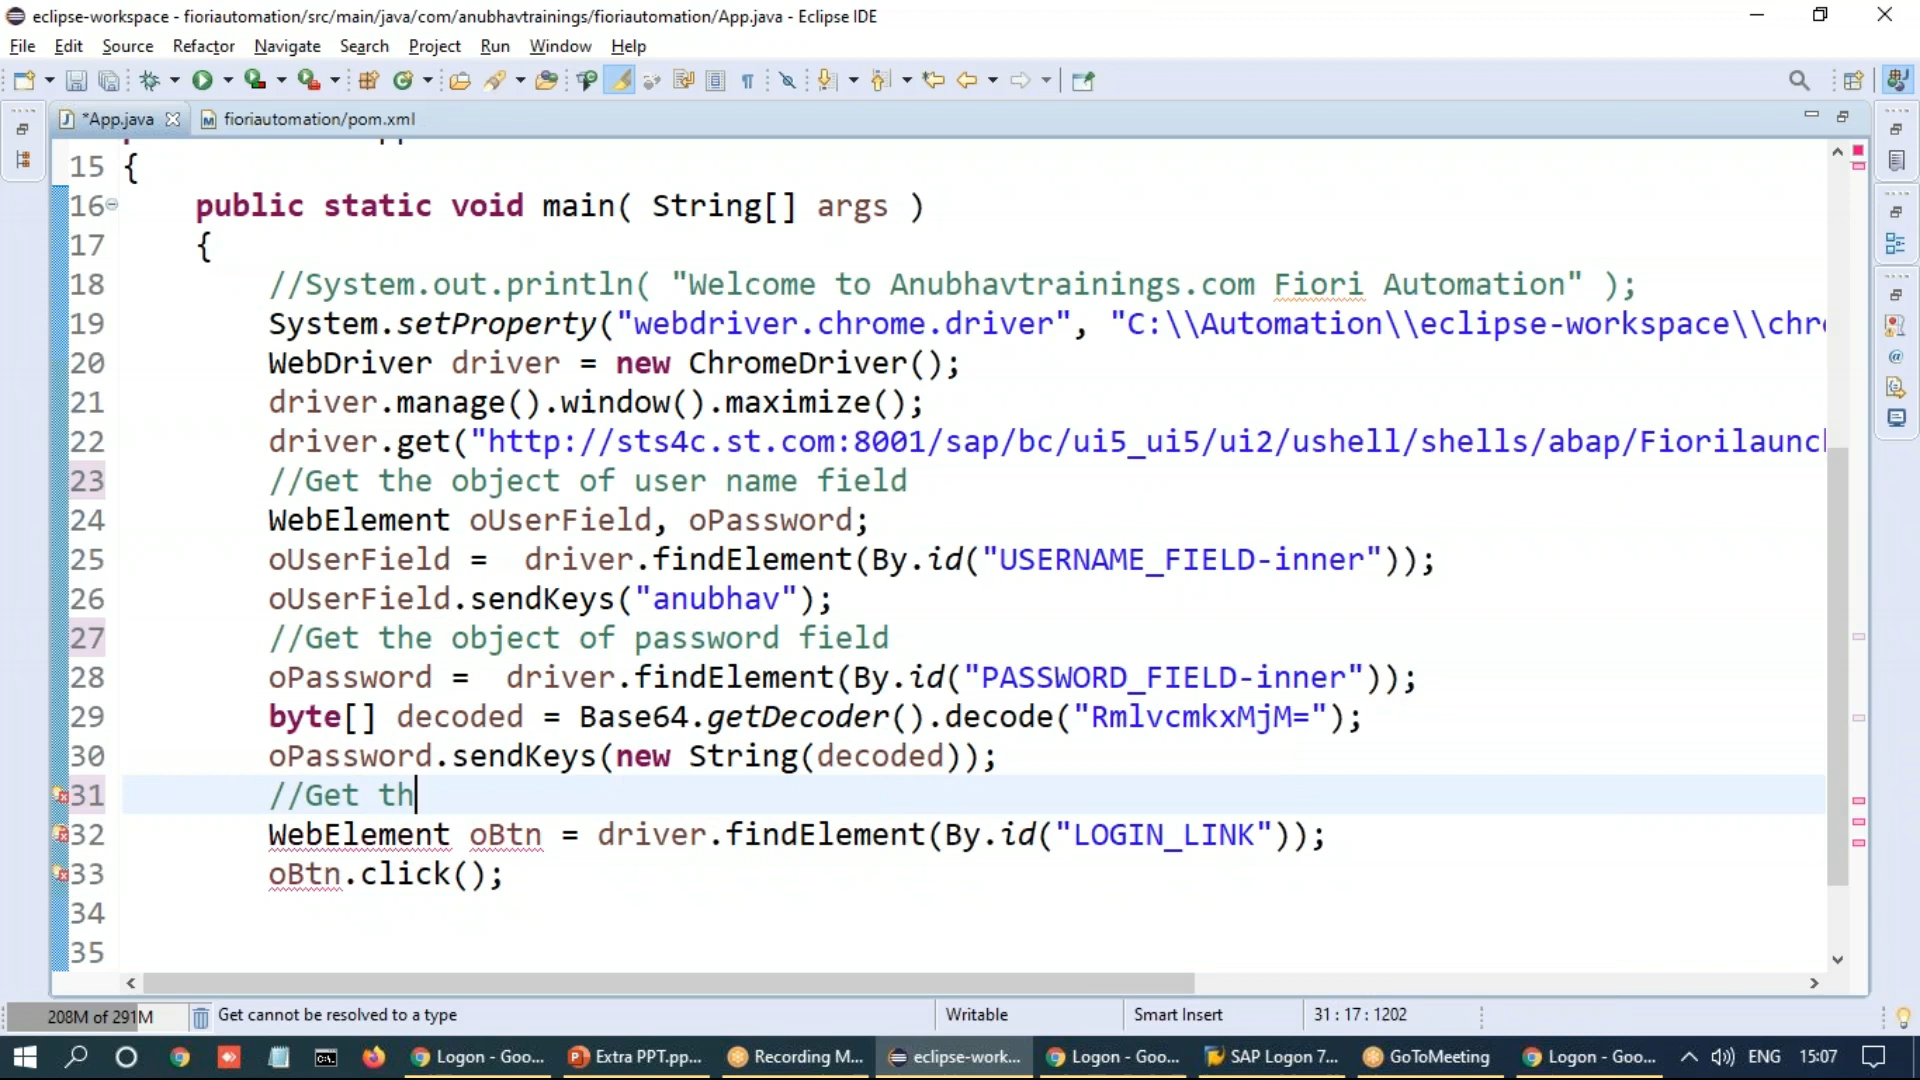 eclipse-workspace - fioriautomation/src/main/java/com/anubhavtrainings/fioriautomation/App.java - Eclipse IDE
File Edit Source Refactor Navigate Search Project Run Window Help
*App.java fioriautomation/pom.xml
15 {
16 public static void main( String[] args )
17 {
18 //System.out.println( "Welcome to Anubhavtrainings.com Fiori Automation" );
19 System.setProperty("webdriver.chrome.driver", "C:\\Automation\\eclipse-workspace\\chr
20 WebDriver driver = new ChromeDriver();
21 driver.manage().window().maximize();
22 driver.get("http://sts4c.st.com:8001/sap/bc/ui5_ui5/ui2/ushell/shells/abap/Fiorilaunc
23 //Get the object of user name field
24 WebElement oUserField, oPassword;
25 oUserField = driver.findElement(By.id("USERNAME_FIELD-inner"));
26 oUserField.sendKeys("anubhav");
27 //Get the object of password field
28 oPassword = driver.findElement(By.id("PASSWORD_FIELD-inner"));
29 byte[] decoded = Base64.getDecoder().decode("RmlvcmkxMjM=");
30 oPassword.sendKeys(new String(decoded));
31 //Get th
32 WebElement oBtn = driver.findElement(By.id("LOGIN_LINK"));
33 oBtn.click();
34
35
208M of 291M Get cannot be resolved to a type Writable Smart Insert 31 : 17 : 1202
Logon - Goo... Extra PPT.pp... Recording M... eclipse-work... Logon - Goo... SAP Logon 7... GoToMeeting Logon - Goo... ENG 15:07